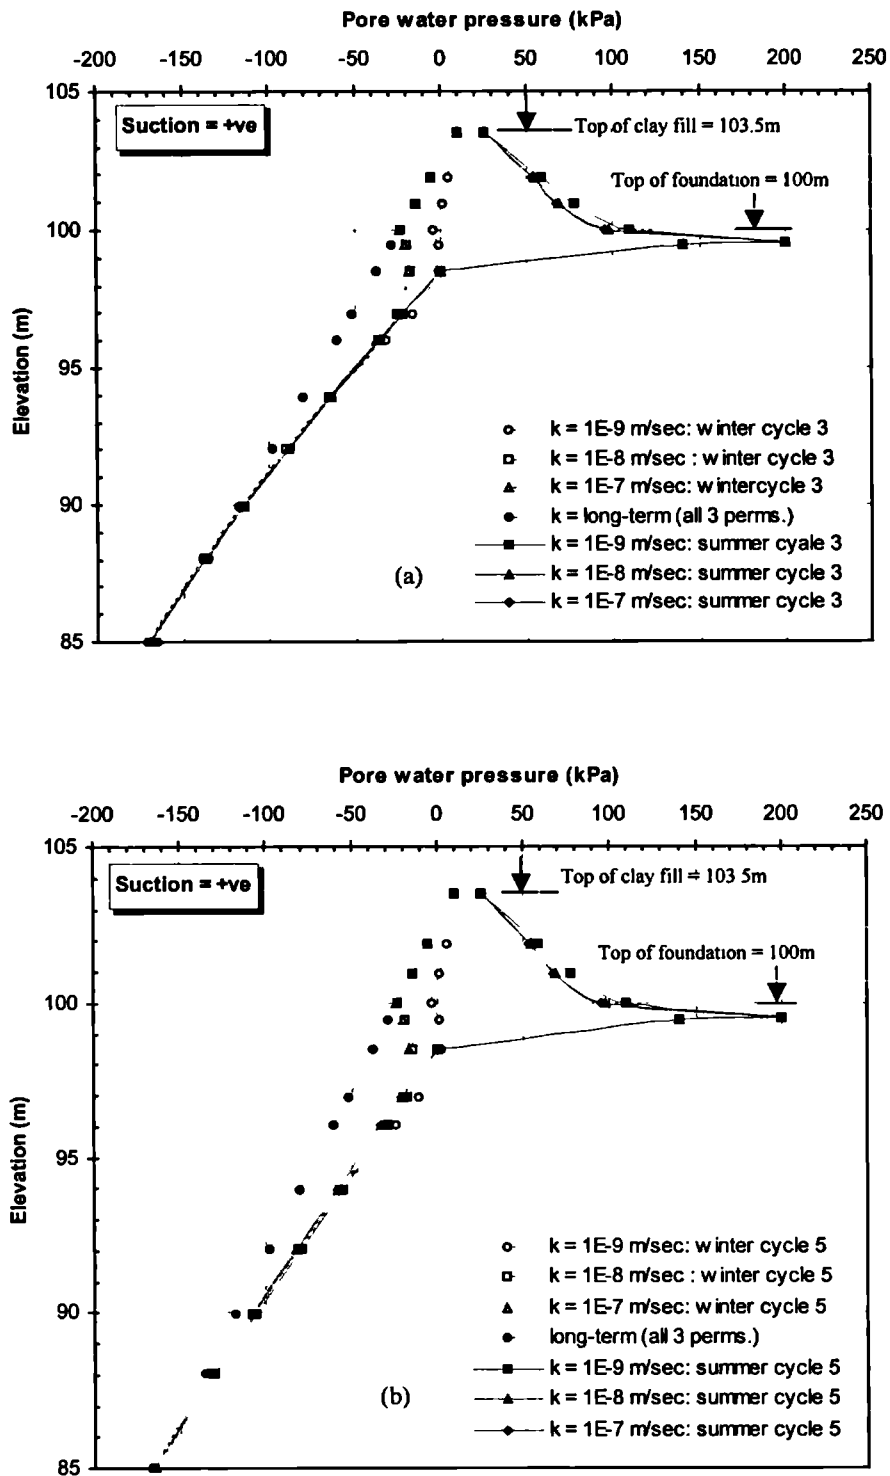 Pore water pressure (kPa)
-200 -150 -100 -50 0 50 100 150 200 250
105
Suction = +ve
Top of clay fill = 103.5m
Top of foundation = 100m
100
Elevation (m)
95
k = 1E-9 m/sec: winter cycle 3
k = 1E-8 m/sec : winter cycle 3
k = 1E-7 m/sec: wintercycle 3
90
k = long-term (all 3 perms.)
k = 1E-9 m/sec: summer cyale 3
(a)
k = 1E-8 m/sec: summer cycle 3
k = 1E-7 m/sec: summer cycle 3
85
Pore water pressure (kPa)
-200 -150 -100 -50 0 50 100 150 200 250
105
Suction = +ve
Top of clay fill = 103 5m
Top of foundation = 100m
100
Elevation (m)
95
k = 1E-9 m/sec: winter cycle 5
k = 1E-8 m/sec : winter cycle 5
90
k = 1E-7 m/sec: winter cycle 5
long-term (all 3 perms.)
k = 1E-9 m/sec: summer cycle 5
(b)
k = 1E-8 m/sec: summer cycle 5
k = 1E-7 m/sec: summer cycle 5
85